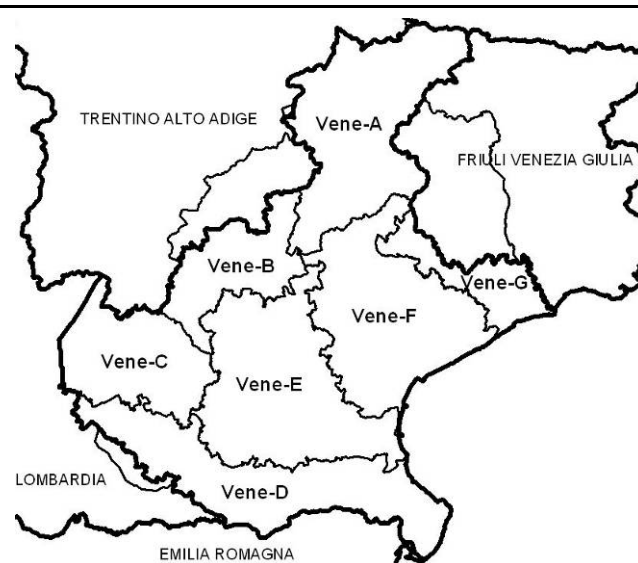 TRENTINO ALTO ADIGE
Vene-A
FRIULI VENEZIA GIULIA
Vene-B
Vene-G
Vene-F
Vene-C
Vene-E
LOMBARDIA
Vene-D
EMILIA ROMAGNA